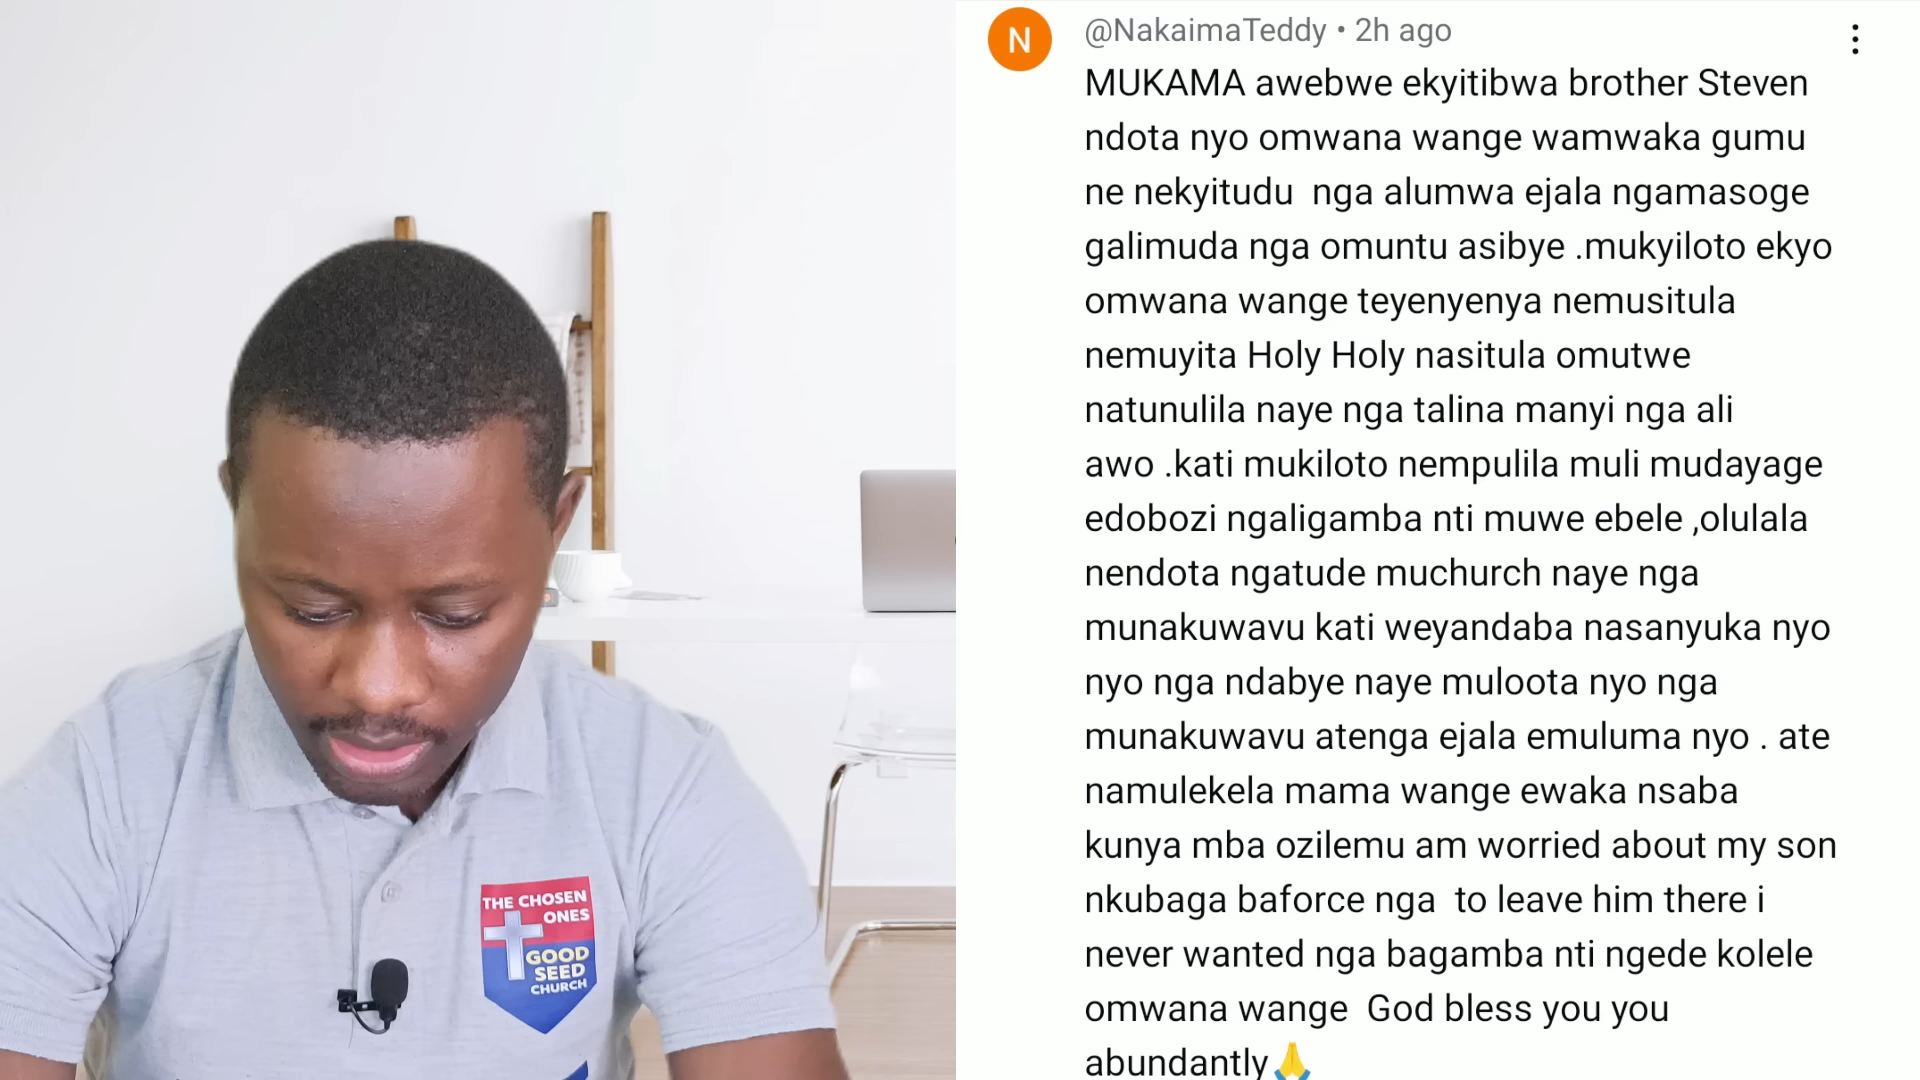 @NakaimaTeddy • 2h ago
N
MUKAMA awebwe ekyitibwa brother Steven
ndota nyo omwana wange wamwaka gumu
ne nekyitudu nga alumwa ejala ngamasoge
galimuda nga omuntu asibye .mukyiloto ekyo
omwana wange teyenyenya nemusitula
nemuyita Holy Holy nasitula omutwe
natunulila naye nga talina manyi nga ali
awo .kati mukiloto nempulila muli mudayage
edobozi ngaligamba nti muwe ebele ,olulala
nendota ngatude muchurch naye nga
munakuwavu kati weyandaba nasanyuka nyo
nyo nga ndabye naye muloota nyo nga
munakuwavu atenga ejala emuluma nyo . ate
namulekela mama wange ewaka nsaba
kunya mba ozilemu am worried about my son
nkubaga baforce nga to leave him there i
never wanted nga bagamba nti ngede kolele
omwana wange God bless you you
abundantly🙏
THE CHOSEN
ONES
GOOD
SEED
CHURCH